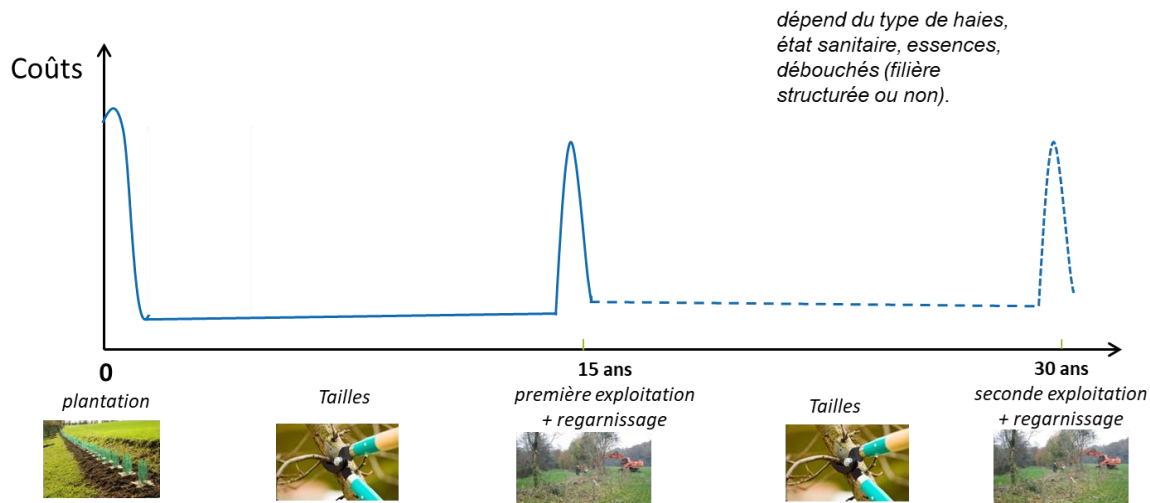 dépend du type de haies,
état sanitaire, essences,
débouchés (filière
structurée ou non).
Coûts
0
15 ans
30 ans
plantation
Tailles
première exploitation
+ regarnissage
Tailles
seconde exploitation
+ regarnissage